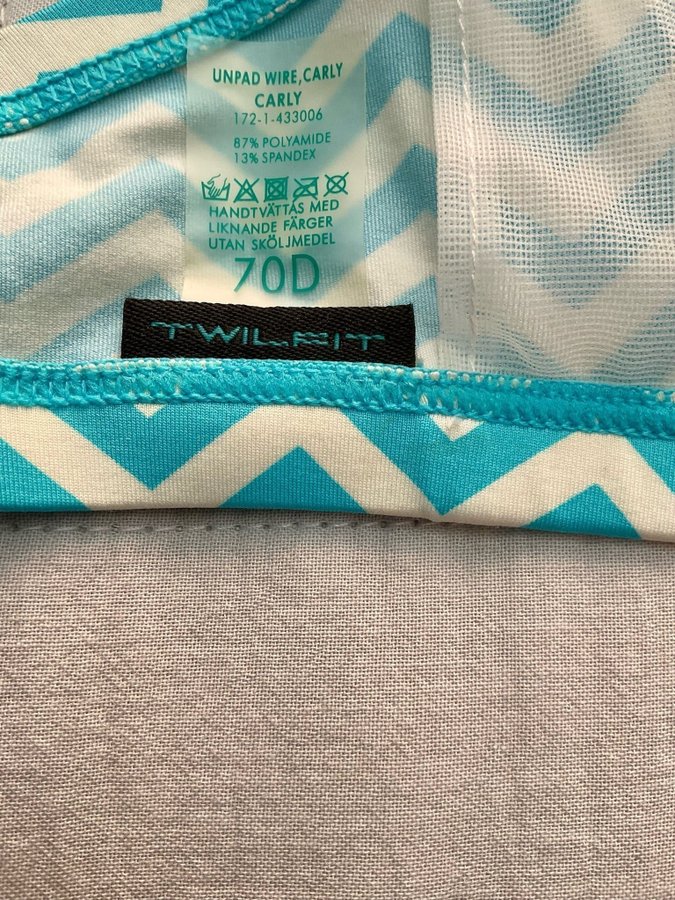 UNPAD WIRE,CARLY
CARLY
172-1-433006
87% POLYAMIDE
13% SPANDEX
HANDTVÄTTAS MED
LIKNANDE FÄRGER
UTAN SKÖLJMEDEL
70D
TWILFIT